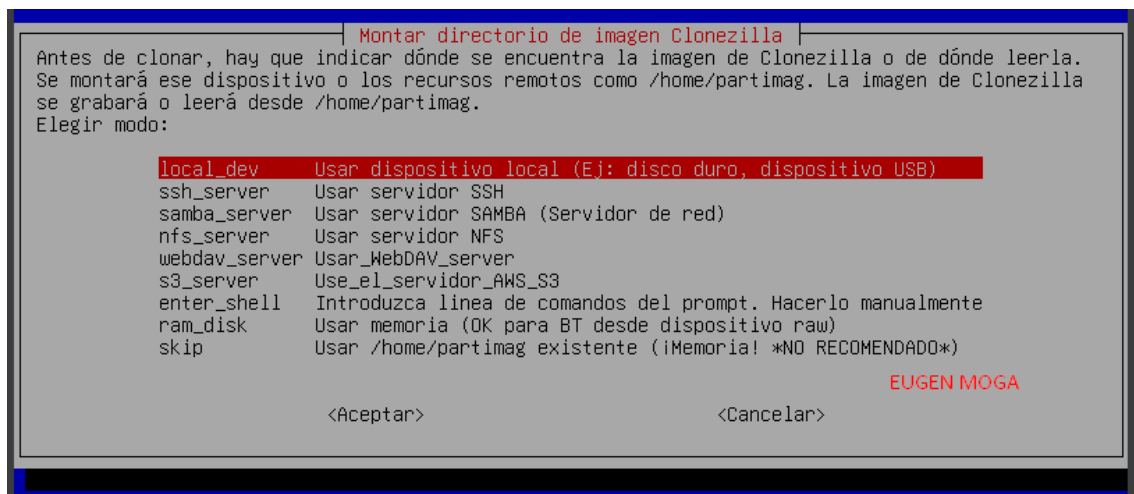 Montar directorio de imagen Clonezilla
Antes de clonar, hay que indicar dónde se encuentra la imagen de Clonezilla o de dónde leerla.
Se montará ese dispositivo o los recursos remotos como /home/partimag. La imagen de Clonezilla
se grabará o leerá desde /home/partimag.
Elegir modo:
local_dev Usar dispositivo local (Ej: disco duro, dispositivo USB)
ssh_server Usar servidor SSH
samba_server Usar servidor SAMBA (Servidor de red)
nfs_server Usar servidor NFS
webdav_server Usar_WebDAV_server
s3_server Use_el_servidor_AWS_S3
enter_shell Introduzca linea de comandos del prompt. Hacerlo manualmente
ram_disk Usar memoria (OK para BT desde dispositivo raw)
skip Usar /home/partimag existente (¡Memoria! *NO RECOMENDADO*)
EUGEN MOGA
<Aceptar> <Cancelar>